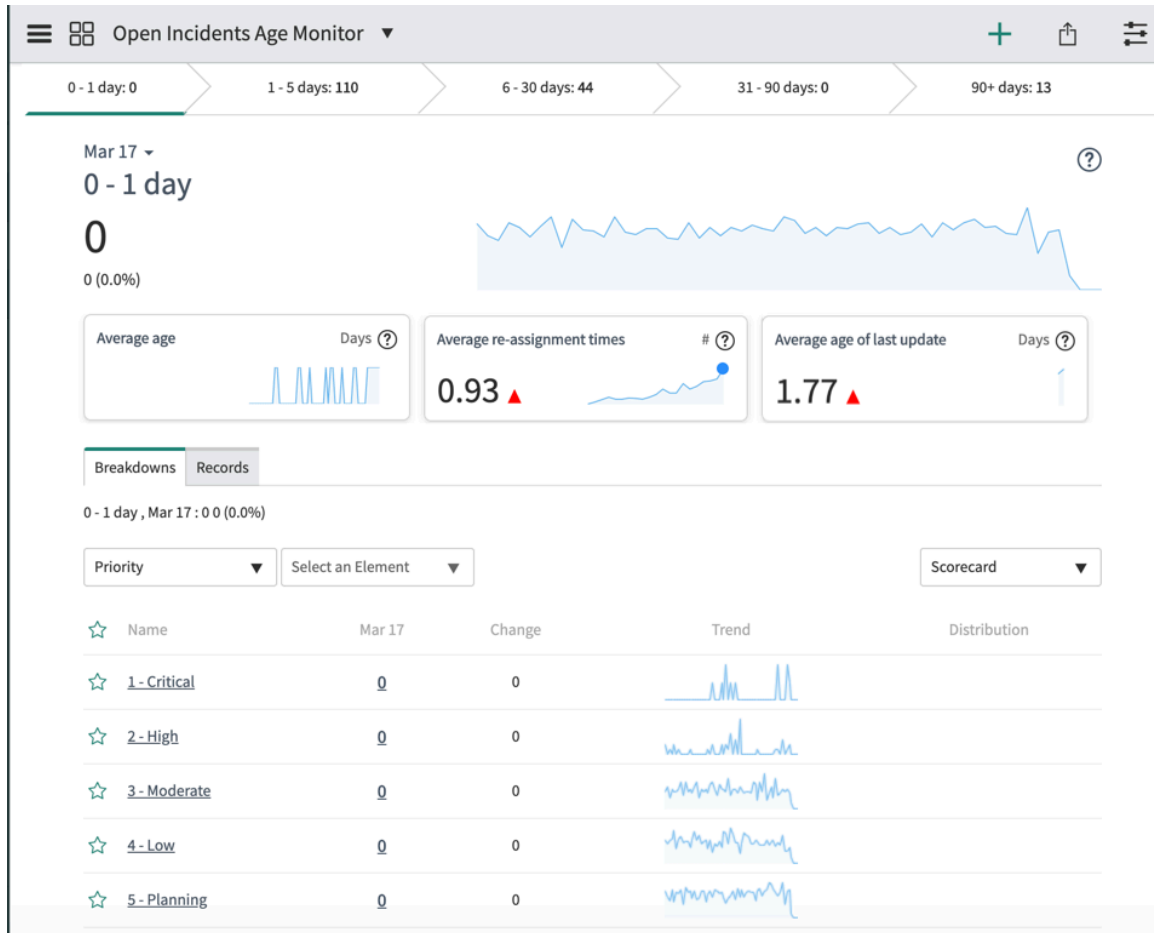 Open Incidents Age Monitor ▼
0 - 1 day: 0 1 - 5 days: 110 6 - 30 days: 44 31 - 90 days: 0 90+ days: 13
Mar 17
0 - 1 day
0
0 (0.0%)
Average age Days ?
Average re-assignment times # ?
0.93 ▲
Average age of last update Days ?
1.77 ▲
Breakdowns Records
0 - 1 day , Mar 17 : 0 0 (0.0%)
Priority ▼ Select an Element ▼ Scorecard ▼
Name Mar 17 Change Trend Distribution
1 - Critical 0 0
2 - High 0 0
3 - Moderate 0 0
4 - Low 0 0
5 - Planning 0 0